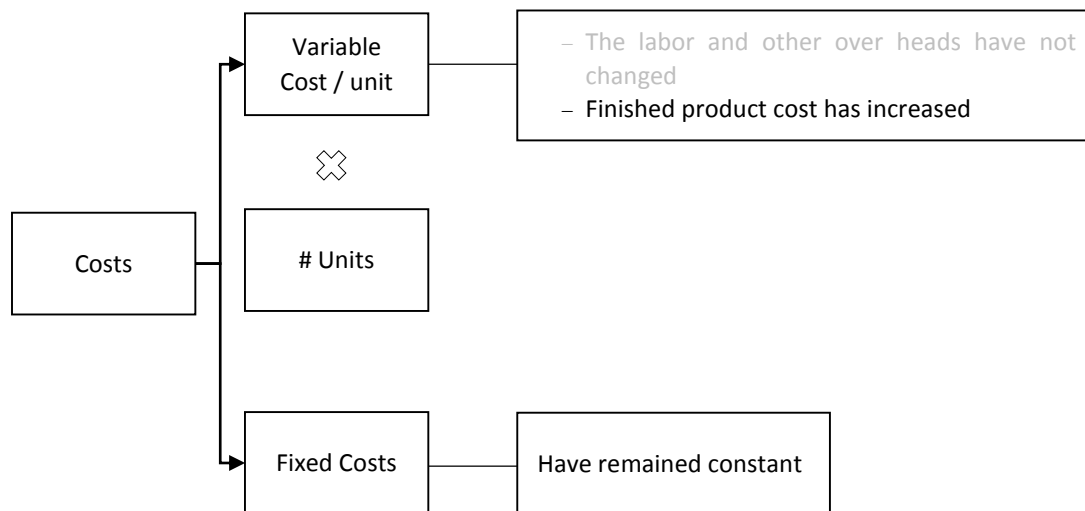 Variable
Cost / unit
– The labor and other over heads have not
changed
– Finished product cost has increased
Costs
# Units
Fixed Costs
Have remained constant